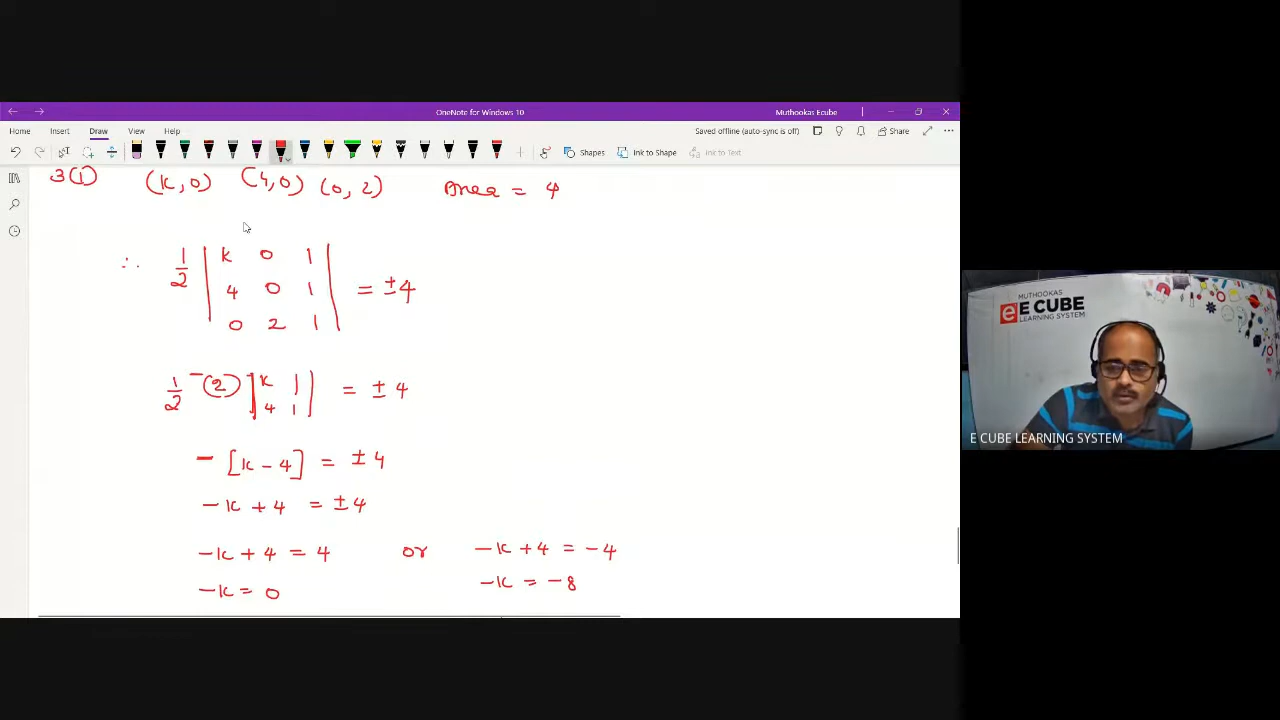 OneNote for Windows 10
Muthookas Ecube
Home Insert Draw View Help
Saved offline (auto-sync is off)
Share
Shapes
Ink to Shape
Ink to Text
3(1) (k,0) (4,0) (0,2) Area = 4
∴ 1/2 | k 0 1 |
| 4 0 1 | = ±4
| 0 2 1 |
1/2 -(2) | k 1 | = ±4
| 4 1 |
- [k - 4] = ±4
-k + 4 = ±4
-k + 4 = 4 or -k + 4 = -4
-k = 0 -k = -8
MUTHOOKAS
e E CUBE
LEARNING SYSTEM
E CUBE LEARNING SYSTEM